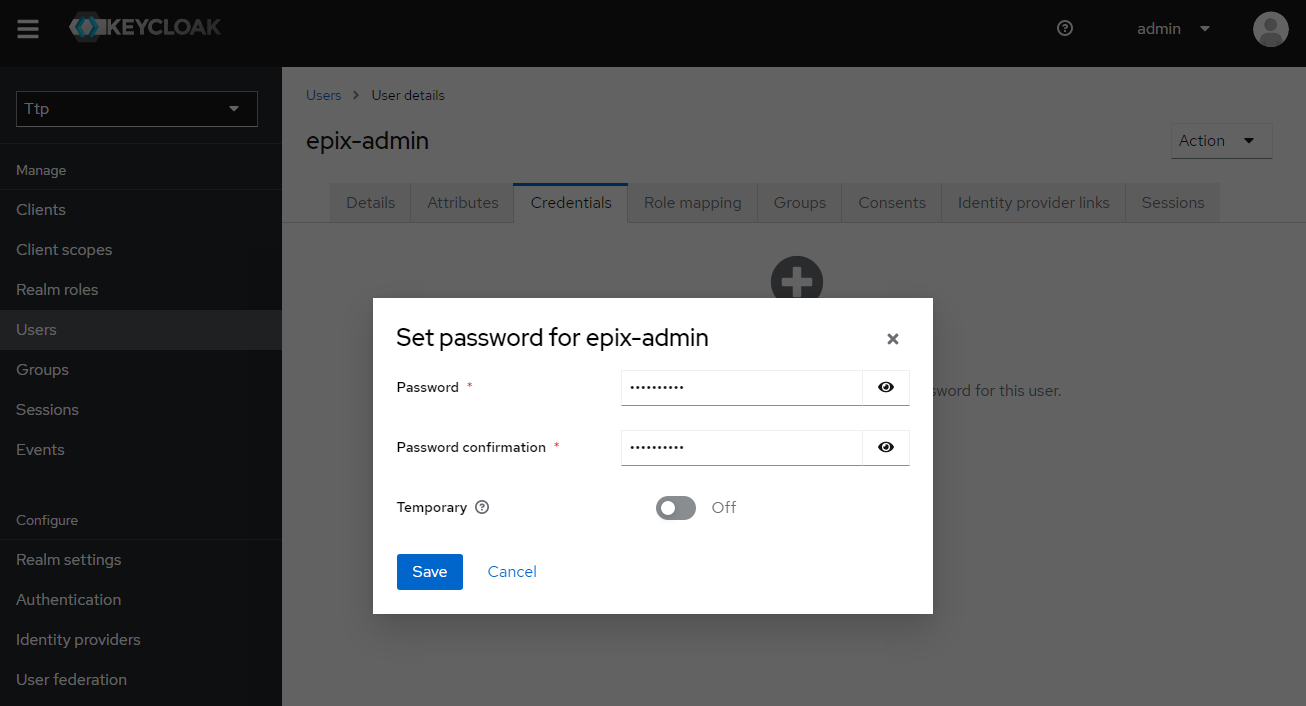 KEYCLOAK
admin
Ttp
Manage
Clients
Client scopes
Realm roles
Users
Groups
Sessions
Events
Configure
Realm settings
Authentication
Identity providers
User federation
Users > User details
epix-admin
Action
Details Attributes Credentials Role mapping Groups Consents Identity provider links Sessions
for this user.
Set password for epix-admin
Password *
••••••••••
Password confirmation *
••••••••••
Temporary
Off
Save Cancel